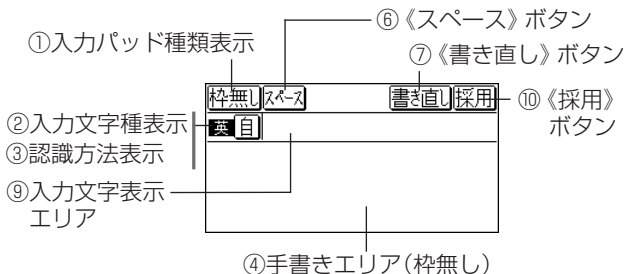 ⑥《スペース》ボタン
①入力パッド種類表示
⑦《書き直し》ボタン
枠無し スペース 書き直し 採用
⑩《採用》
ボタン
②入力文字種表示
英 自
③認識方法表示
⑨入力文字表示
エリア
④手書きエリア(枠無し)